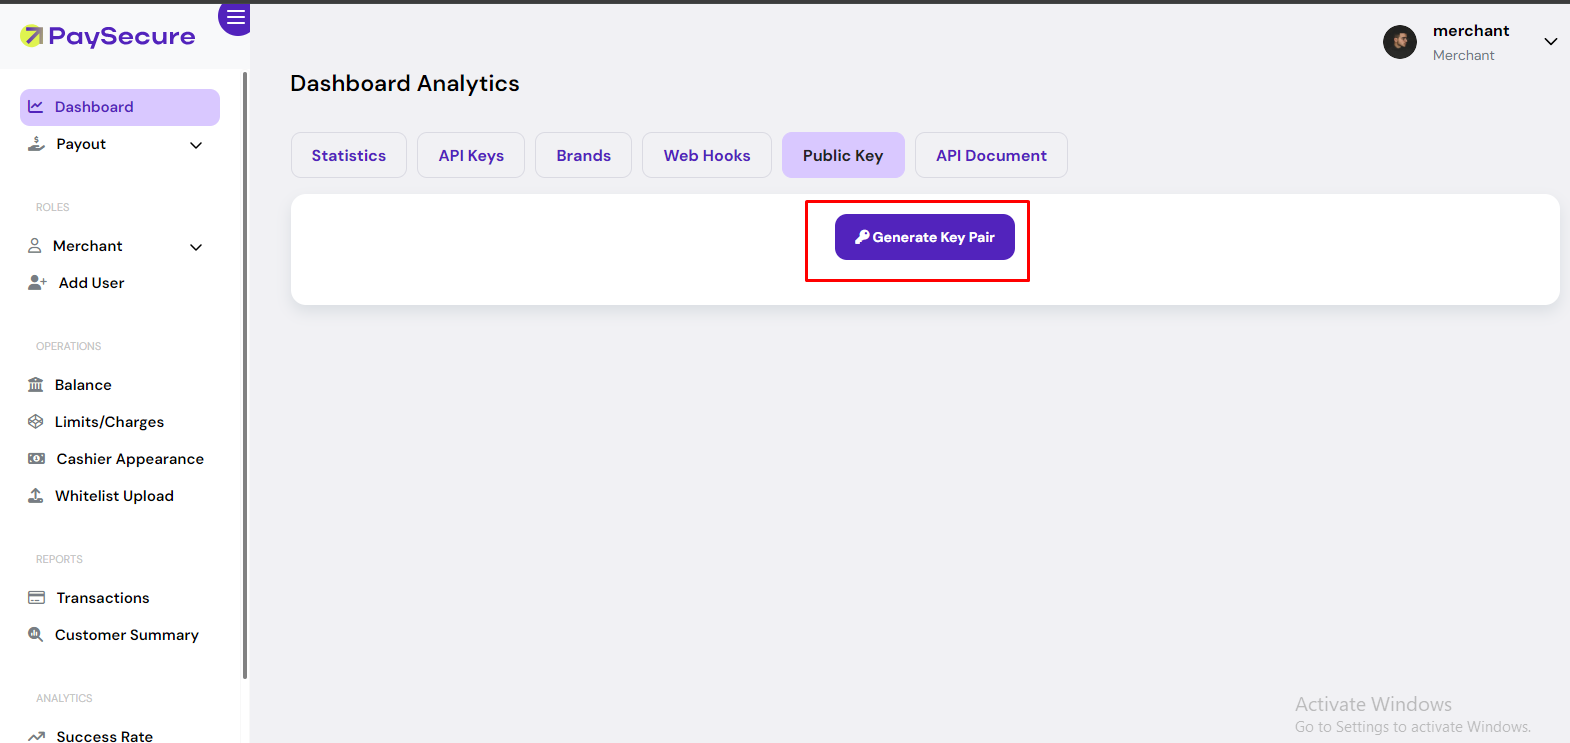 PaySecure
merchant
Merchant
Dashboard Analytics
Dashboard
Payout
Statistics
API Keys
Brands
Web Hooks
Public Key
API Document
Generate Key Pair
ROLES
Merchant
Add User
OPERATIONS
Balance
Limits/Charges
Cashier Appearance
Whitelist Upload
REPORTS
Transactions
Customer Summary
ANALYTICS
Success Rate
Activate Windows
Go to Settings to activate Windows.